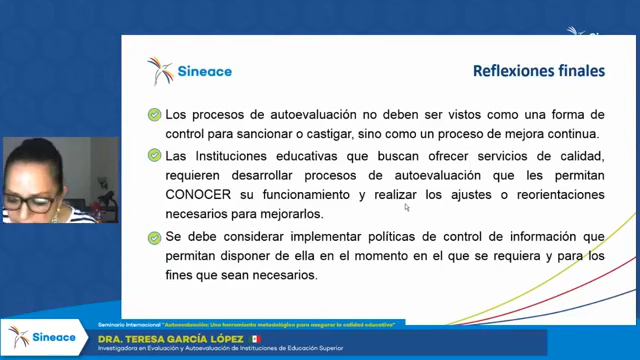 Sineace
Reflexiones finales
Los procesos de autoevaluación no deben ser vistos como una forma de
control para sancionar o castigar, sino como un proceso de mejora continua.
Las Instituciones educativas que buscan ofrecer servicios de calidad,
requieren desarrollar procesos de autoevaluación que les permitan
CONOCER su funcionamiento y realizar los ajustes o reorientaciones
necesarios para mejorarlos.
Se debe considerar implementar políticas de control de información que
permitan disponer de ella en el momento en el que se requiera y para los
fines que sean necesarios.
Seminario Internacional "Autoevaluación: Una herramienta metodológica para asegurar la calidad educativa"
Sineace
DRA. TERESA GARCÍA LÓPEZ
Investigadora en Evaluación y Autoevaluación de Instituciones de Educación Superior